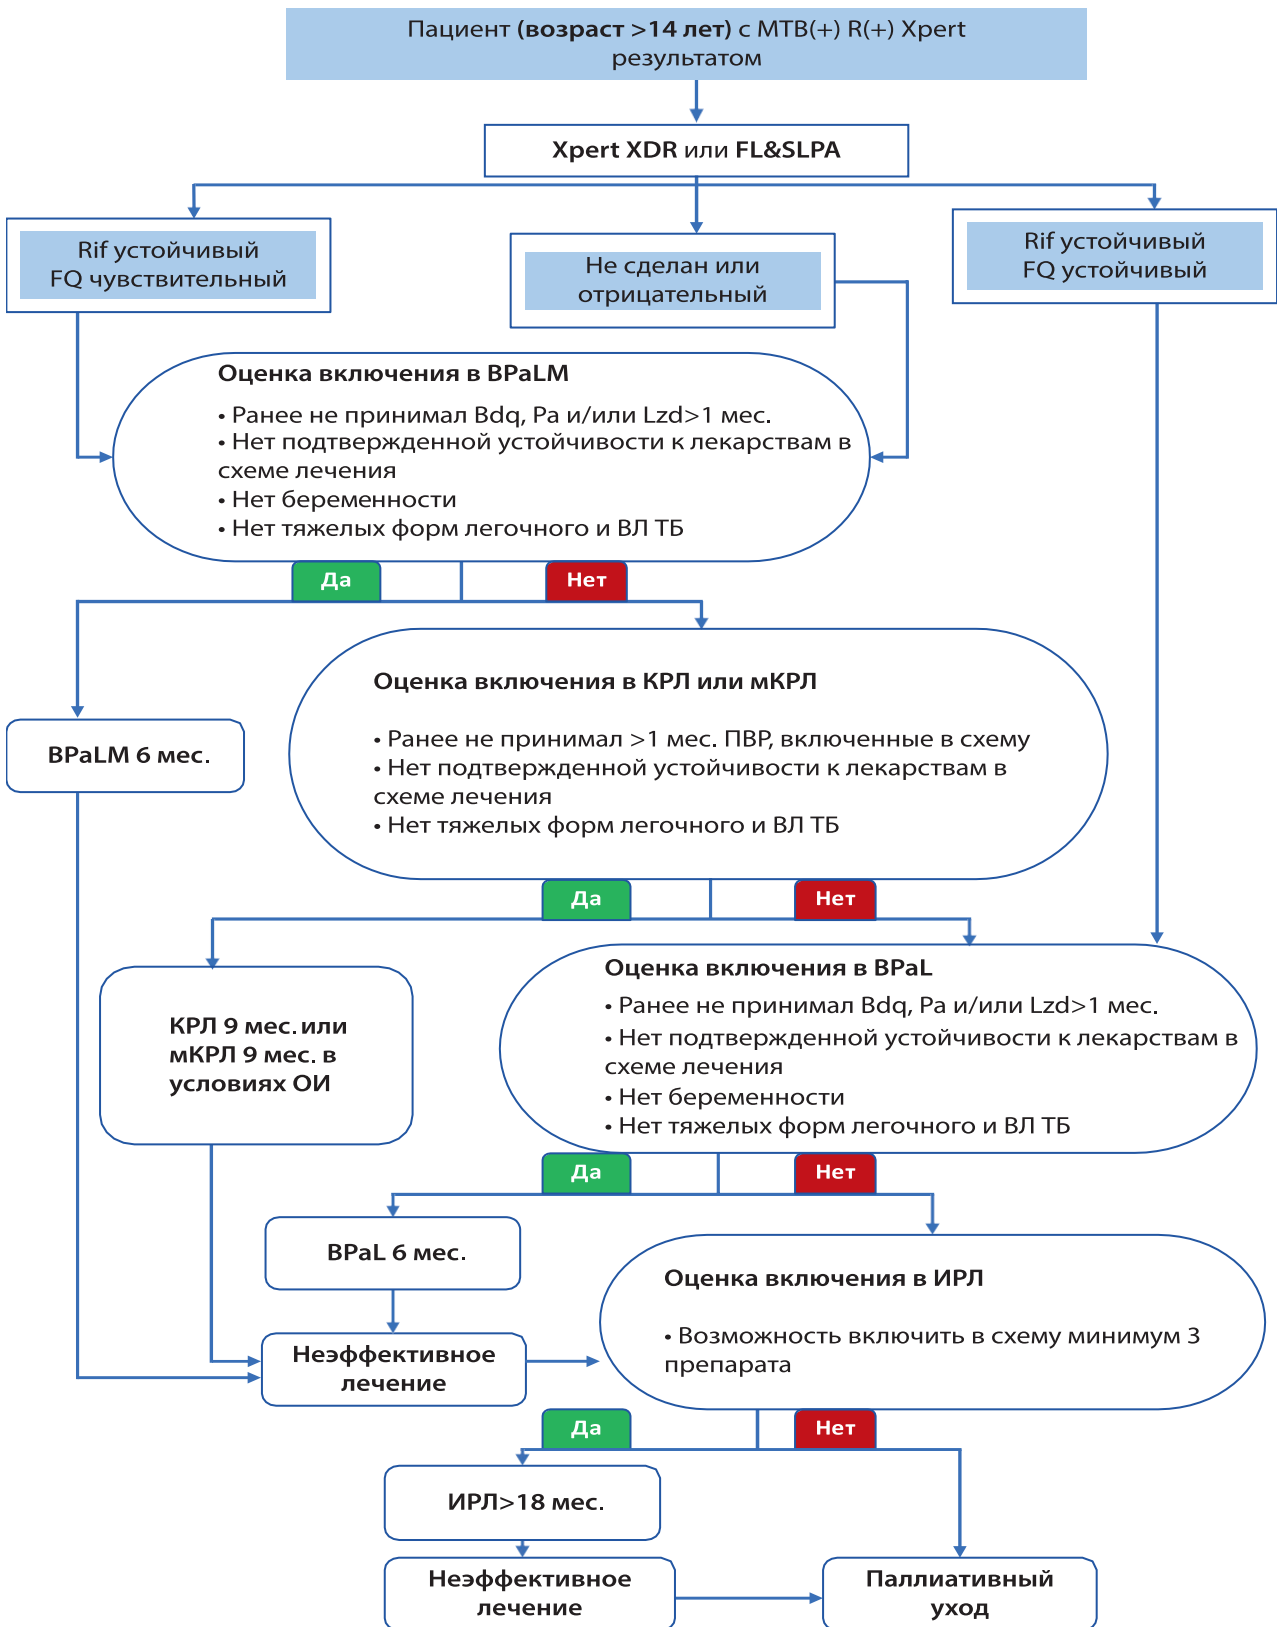 Пациент (возраст >14 лет) с МТВ(+) R(+) Xpert
результатом
Xpert XDR или FL&SLPA
Rif устойчивый
FQ чувствительный
Не сделан или
отрицательный
Rif устойчивый
FQ устойчивый
Оценка включения в BPaLM
• Ранее не принимал Bdq, Pa и/или Lzd>1 мес.
• Нет подтвержденной устойчивости к лекарствам в
схеме лечения
• Нет беременности
• Нет тяжелых форм легочного и ВЛ ТБ
Да
Нет
Оценка включения в КРЛ или мКРЛ
• Ранее не принимал >1 мес. ПВР, включенные в схему
• Нет подтвержденной устойчивости к лекарствам в
схеме лечения
• Нет тяжелых форм легочного и ВЛ ТБ
BPaLM 6 мес.
Да
Нет
КРЛ 9 мес. или
мКРЛ 9 мес. в
условиях ОИ
Оценка включения в BPaL
• Ранее не принимал Bdq, Pa и/или Lzd>1 мес.
• Нет подтвержденной устойчивости к лекарствам в
схеме лечения
• Нет беременности
• Нет тяжелых форм легочного и ВЛ ТБ
Да
Нет
BPaL 6 мес.
Оценка включения в ИРЛ
• Возможность включить в схему минимум 3
препарата
Неэффективное
лечение
Да
Нет
ИРЛ>18 мес.
Неэффективное
лечение
Паллиативный
уход